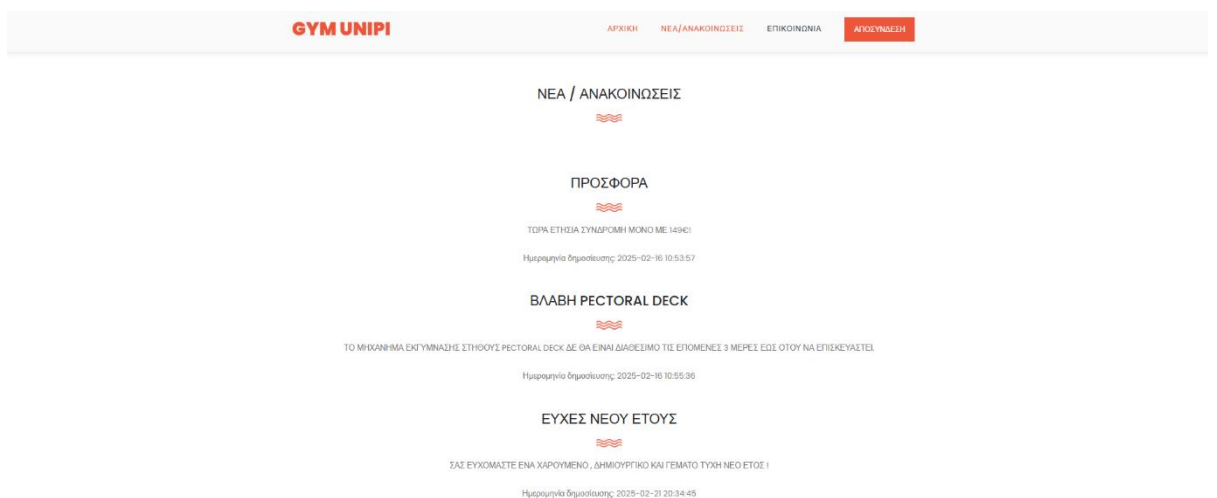 GYM UNIPI
ΑΡΧΙΚΗ ΝΕΑ/ΑΝΑΚΟΙΝΩΣΕΙΣ ΕΠΙΚΟΙΝΩΝΙΑ ΑΠΟΣΥΝΔΕΣΗ
ΝΕΑ / ΑΝΑΚΟΙΝΩΣΕΙΣ
ΠΡΟΣΦΟΡΑ
ΤΩΡΑ ΕΤΗΣΙΑ ΣΥΝΔΡΟΜΗ ΜΟΝΟ ΜΕ 149€!
Ημερομηνία δημοσίευσης: 2025-02-16 10:53:57
ΒΛΑΒΗ PECTORAL DECK
ΤΟ ΜΗΧΑΝΗΜΑ ΕΚΓΥΜΝΑΣΗΣ ΣΤΗΘΟΥΣ PECTORAL DECK ΔΕ ΘΑ ΕΙΝΑΙ ΔΙΑΘΕΣΙΜΟ ΤΙΣ ΕΠΟΜΕΝΕΣ 3 ΜΕΡΕΣ ΕΩΣ ΟΤΟΥ ΝΑ ΕΠΙΣΚΕΥΑΣΤΕΙ.
Ημερομηνία δημοσίευσης: 2025-02-16 10:55:36
ΕΥΧΕΣ ΝΕΟΥ ΕΤΟΥΣ
ΣΑΣ ΕΥΧΟΜΑΣΤΕ ΕΝΑ ΧΑΡΟΥΜΕΝΟ , ΔΗΜΙΟΥΡΓΙΚΟ ΚΑΙ ΓΕΜΑΤΟ ΤΥΧΗ ΝΕΟ ΕΤΟΣ !
Ημερομηνία δημοσίευσης: 2025-02-21 20:34:45